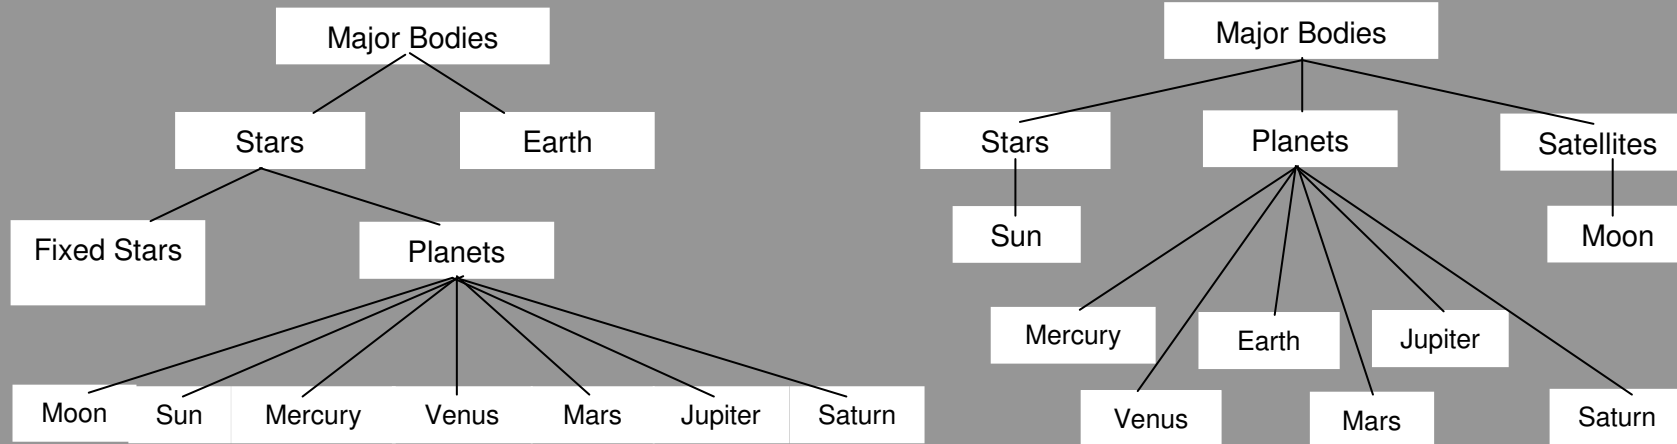 Major Bodies
Stars
Earth
Fixed Stars
Planets
Moon
Sun
Mercury
Venus
Mars
Jupiter
Saturn
Major Bodies
Stars
Planets
Satellites
Sun
Moon
Mercury
Earth
Jupiter
Venus
Mars
Saturn